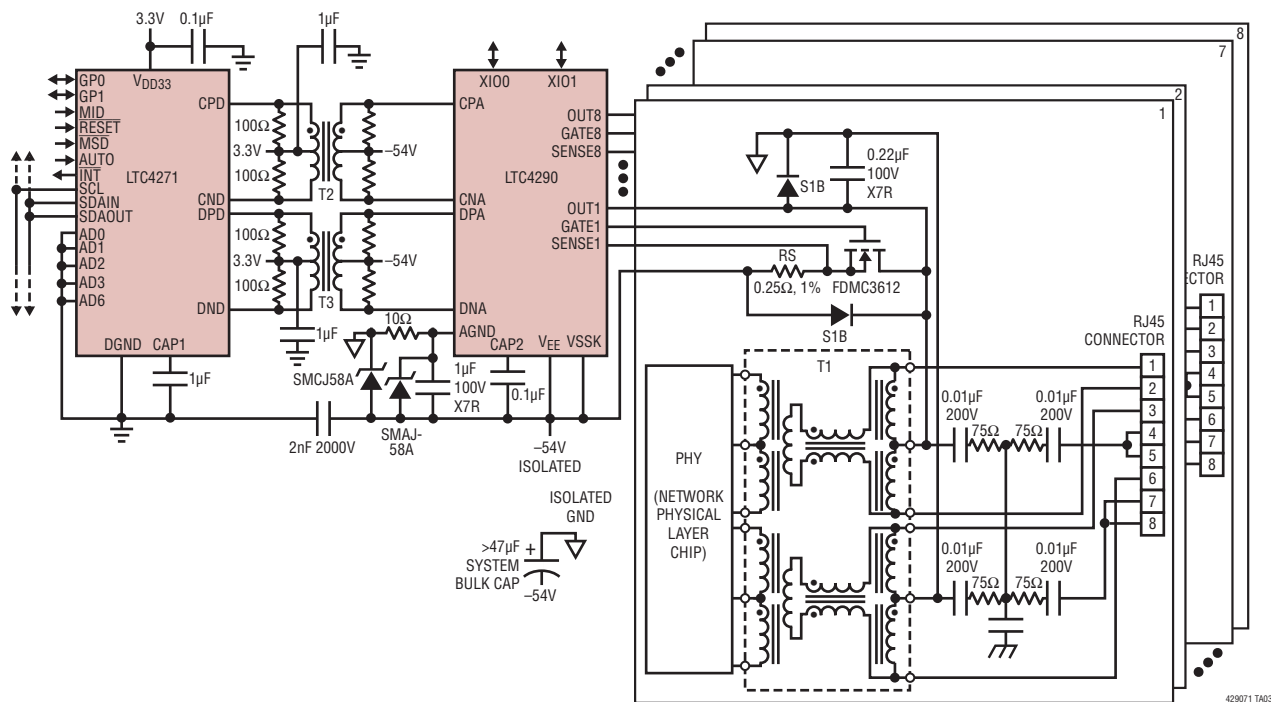 3.3V
0.1µF
1µF
VDD33
GP0
GP1
MID
RESET
MSD
AUTO
INT
SCL
SDAIN
SDAOUT
AD0
AD1
AD2
AD3
AD6
LTC4271
CPD
CND
DPD
DND
DGND
CAP1
1µF
100Ω
3.3V
100Ω
T2
–54V
100Ω
3.3V
100Ω
T3
–54V
1µF
10Ω
SMCJ58A
SMAJ-
58A
1µF
100V
X7R
2nF 2000V
XIO0
XIO1
CPA
CNA
DPA
DNA
AGND
CAP2
VEE
VSSK
LTC4290
OUT8
GATE8
SENSE8
OUT1
GATE1
SENSE1
0.1µF
–54V
ISOLATED
ISOLATED
GND
>47µF
SYSTEM
BULK CAP
+
–54V
8
7
2
1
S1B
0.22µF
100V
X7R
RS
0.25Ω, 1%
FDMC3612
S1B
T1
PHY
(NETWORK
PHYSICAL
LAYER
CHIP)
0.01µF
200V
75Ω
75Ω
0.01µF
200V
0.01µF
200V
75Ω
75Ω
0.01µF
200V
RJ45
CONNECTOR
1
2
3
4
5
6
7
8
RJ45
ECTOR
1
2
3
4
5
6
7
8
429071 TA03